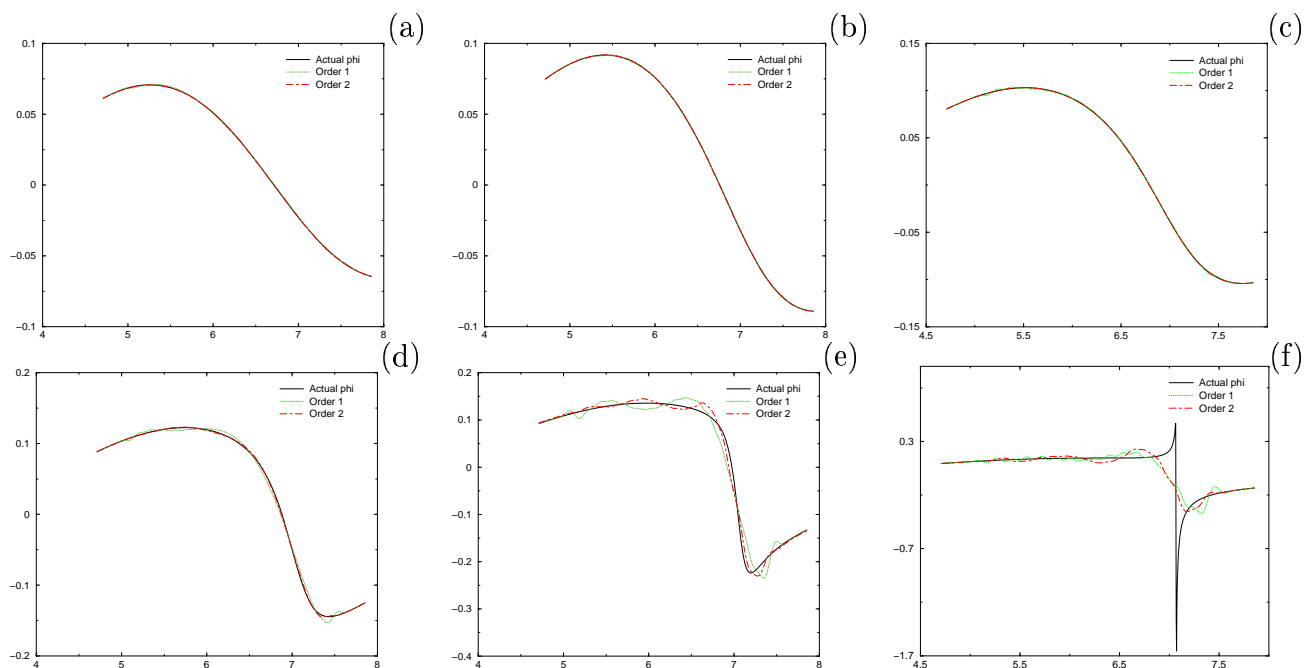 (a)
0.1
0.05
0
−0.05
−0.1
4 5 6 7 8
Actual phi
Order 1
Order 2
(b)
0.1
0.05
0
−0.05
−0.1
4 5 6 7 8
Actual phi
Order 1
Order 2
(c)
0.15
0.05
−0.05
−0.15
4.5 5.5 6.5 7.5
Actual phi
Order 1
Order 2
(d)
0.2
0.1
0
−0.1
−0.2
4 5 6 7 8
Actual phi
Order 1
Order 2
(e)
0.2
0.1
0
−0.1
−0.2
−0.3
−0.4
4 5 6 7 8
Actual phi
Order 1
Order 2
(f)
0.3
−0.7
−1.7
4.5 5.5 6.5 7.5
Actual phi
Order 1
Order 2